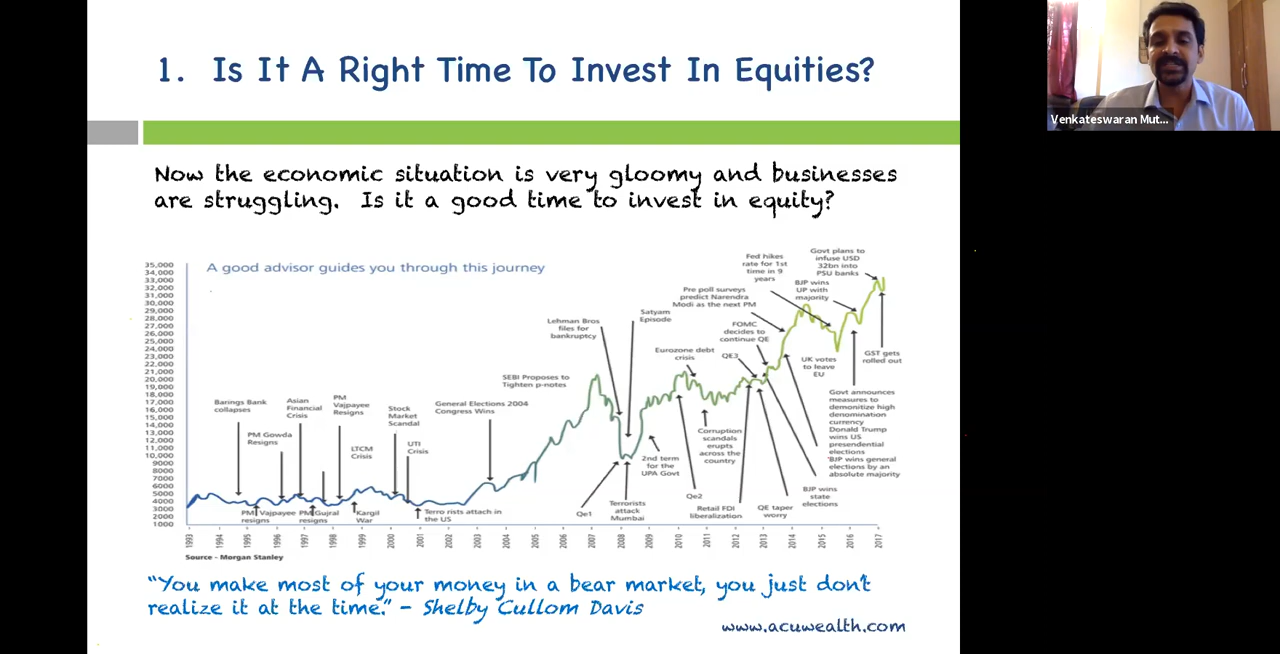 1. Is It A Right Time To Invest In Equities?
Venkateswaran Mut...
Now the economic situation is very gloomy and businesses
are struggling. Is it a good time to invest in equity?
A good advisor guides you through this journey
35,000
34,000
33,000
32,000
31,000
30,000
29,000
28,000
27,000
26,000
25,000
24,000
23,000
22,000
21,000
20,000
19,000
18,000
17,000
16,000
15,000
14,000
13,000
12,000
11,000
10,000
9000
8000
7000
6000
5000
4000
3000
2000
1000
Barings Bank
collapses
PM Gowda
Resigns
Asian
Financial
Crisis
PM
Vajpayee
Resigns
LTCM
Crisis
Stock
Market
Scandal
UTI
Crisis
General Elections 2004
Congress Wins
SEBI Proposes to
Tighten p-notes
Lehman Bros
files for
bankruptcy
Satyam
Episode
Eurozone debt
crisis
Pre poll surveys
predict Narendra
Modi as the next PM
FOMC
decides to
continue QE
QE3
Fed hikes
rate for 1st
time in 9
years
BJP wins
UP with
majority
Govt plans to
infuse USD
32bn into
PSU banks
GST gets
rolled out
UK votes
to leave
EU
Govt announces
measures to
demonitize high
denomination
currency
Donald Trump
wins US
presendential
elections
'BJP wins general
elections by an
absolute majority
BJP wins
state
elections
QE taper
worry
Retail FDI
liberalization
Corruption
scandals
erupts
across the
country
Qe2
2nd term
for the
UPA Govt
Terrorists
attack
Mumbai
Qe1
Terro rists attach in
the US
Kargil
War
PM Gujral
resigns
PM Vajpayee
resigns
1993
1994
1995
1996
1997
1998
1999
2000
2001
2002
2003
2004
2005
2006
2007
2008
2009
2010
2011
2012
2013
2014
2015
2016
2017
Source - Morgan Stanley
"You make most of your money in a bear market, you just don't
realize it at the time." - Shelby Cullom Davis
www.acuwealth.com